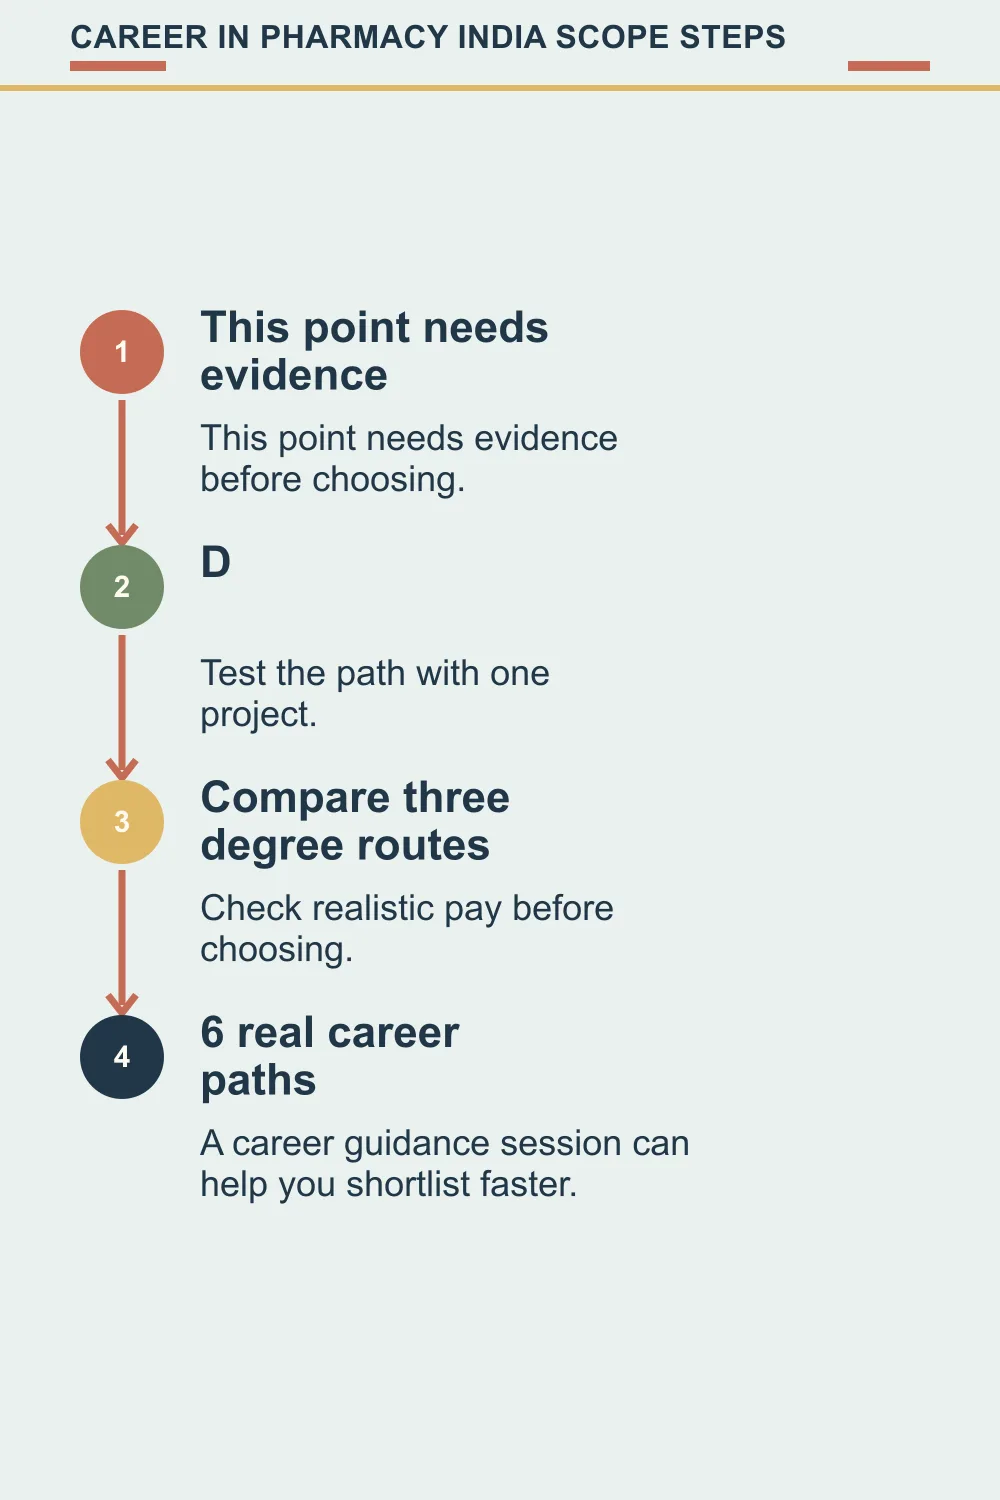 CAREER IN PHARMACY INDIA SCOPE STEPS
1
This point needs
evidence
This point needs evidence
before choosing.
2
D
Test the path with one
project.
3
Compare three
degree routes
Check realistic pay before
choosing.
4
6 real career
paths
A career guidance session can
help you shortlist faster.